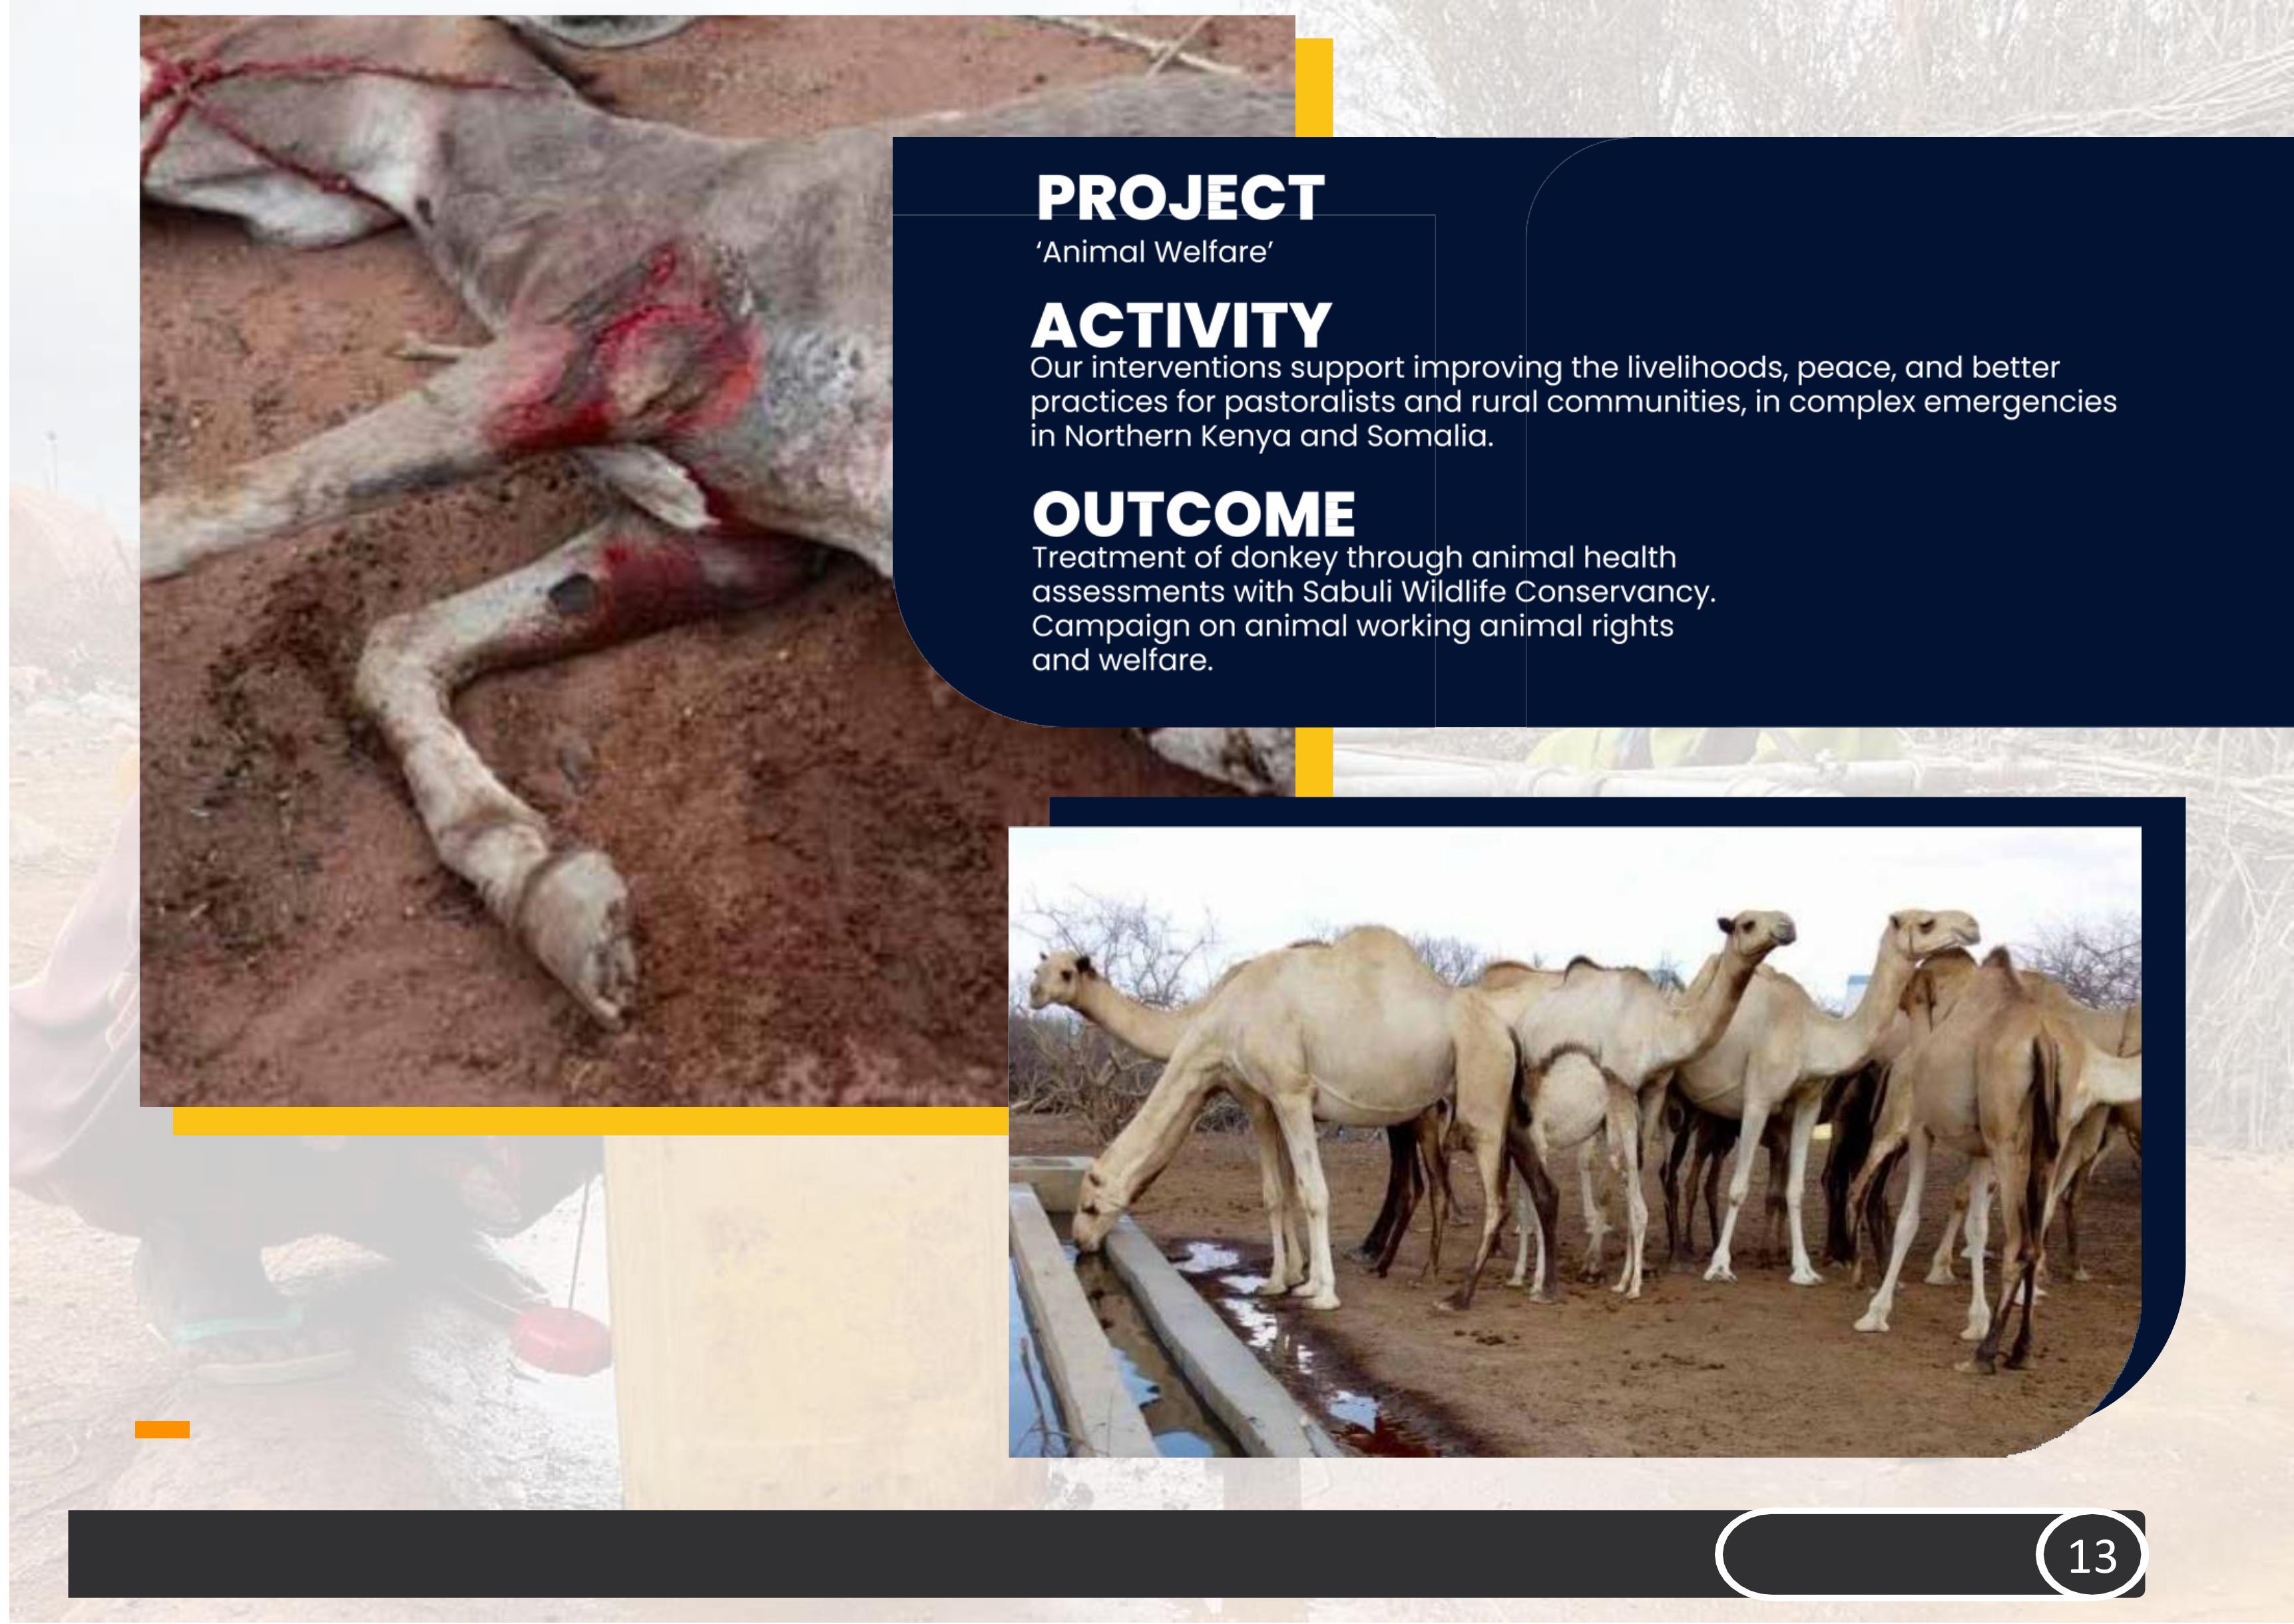 PROJECT
‘Animal Welfare’
ACTIVITY
Our interventions support improving the livelihoods, peace, and better
practices for pastoralists and rural communities, in complex emergencies
in Northern Kenya and Somalia.
OUTCOME
Treatment of donkey through animal health
assessments with Sabuli Wildlife Conservancy.
Campaign on animal working animal rights
and welfare.
13